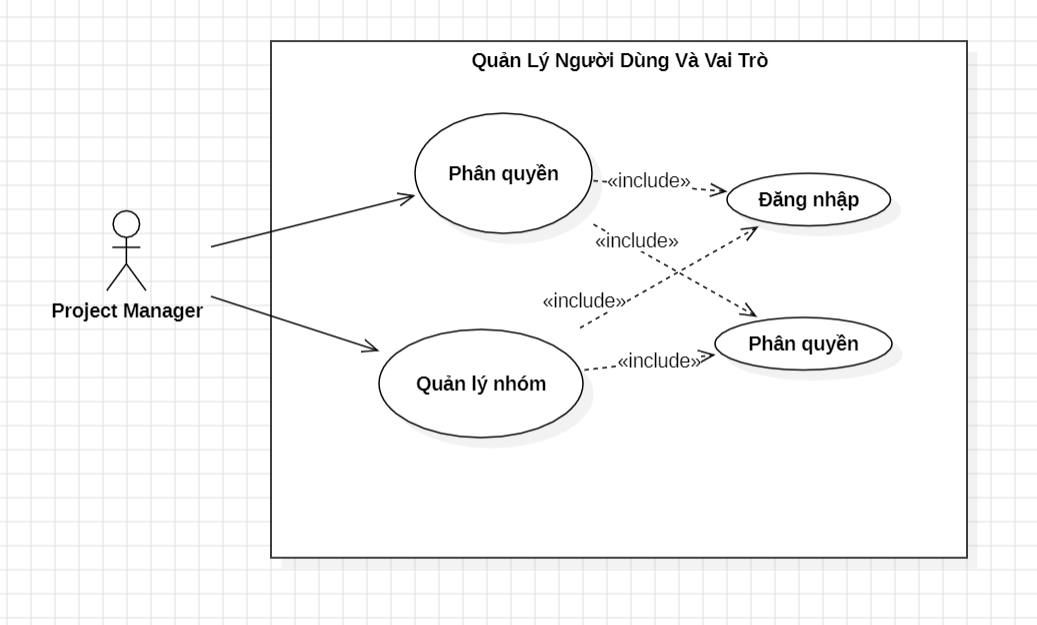 Quản Lý Người Dùng Và Vai Trò
Phân quyền
«include»
Đăng nhập
«include»
Project Manager
«include»
Phân quyền
«include»
Quản lý nhóm